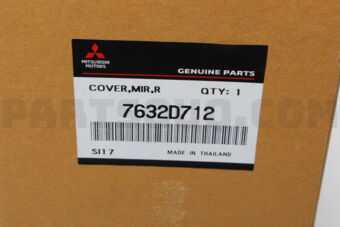 MITSUBISHI
MOTORS
GENUINE PARTS
COVER,MIR,R QTY: 1
7632D712
SI17 MADE IN THAILAND